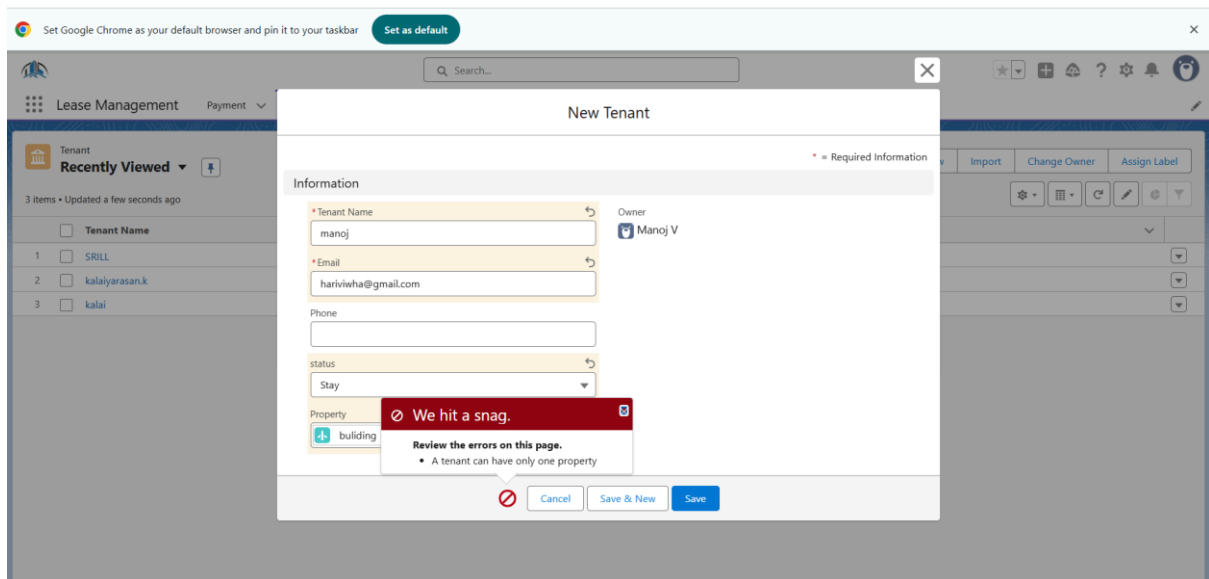 Set Google Chrome as your default browser and pin it to your taskbar Set as default
Search...
Lease Management Payment
New Tenant
* = Required Information
Tenant
Recently Viewed
Import Change Owner Assign Label
3 items • Updated a few seconds ago
Information
*Tenant Name
manoj
Owner
Manoj V
*Email
hariviwha@gmail.com
Phone
status
Stay
Property
buliding
Tenant Name
1 SRILL
2 kalaiyarasan.k
3 kalai
We hit a snag.
Review the errors on this page.
• A tenant can have only one property
Cancel Save & New Save